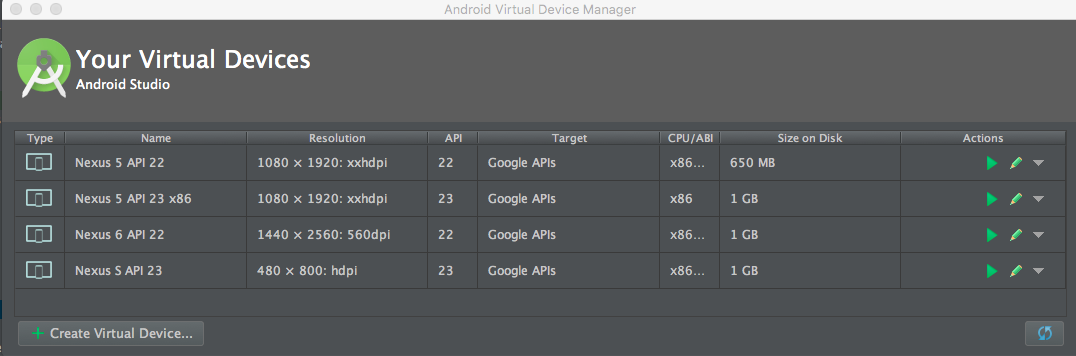 Android Virtual Device Manager
Your Virtual Devices
Android Studio
Type Name Resolution API Target CPU/ABI Size on Disk Actions
Nexus 5 API 22 1080 × 1920: xxhdpi 22 Google APIs x86... 650 MB
Nexus 5 API 23 x86 1080 × 1920: xxhdpi 23 Google APIs x86 1 GB
Nexus 6 API 22 1440 × 2560: 560dpi 22 Google APIs x86... 1 GB
Nexus S API 23 480 × 800: hdpi 23 Google APIs x86... 1 GB
Create Virtual Device...